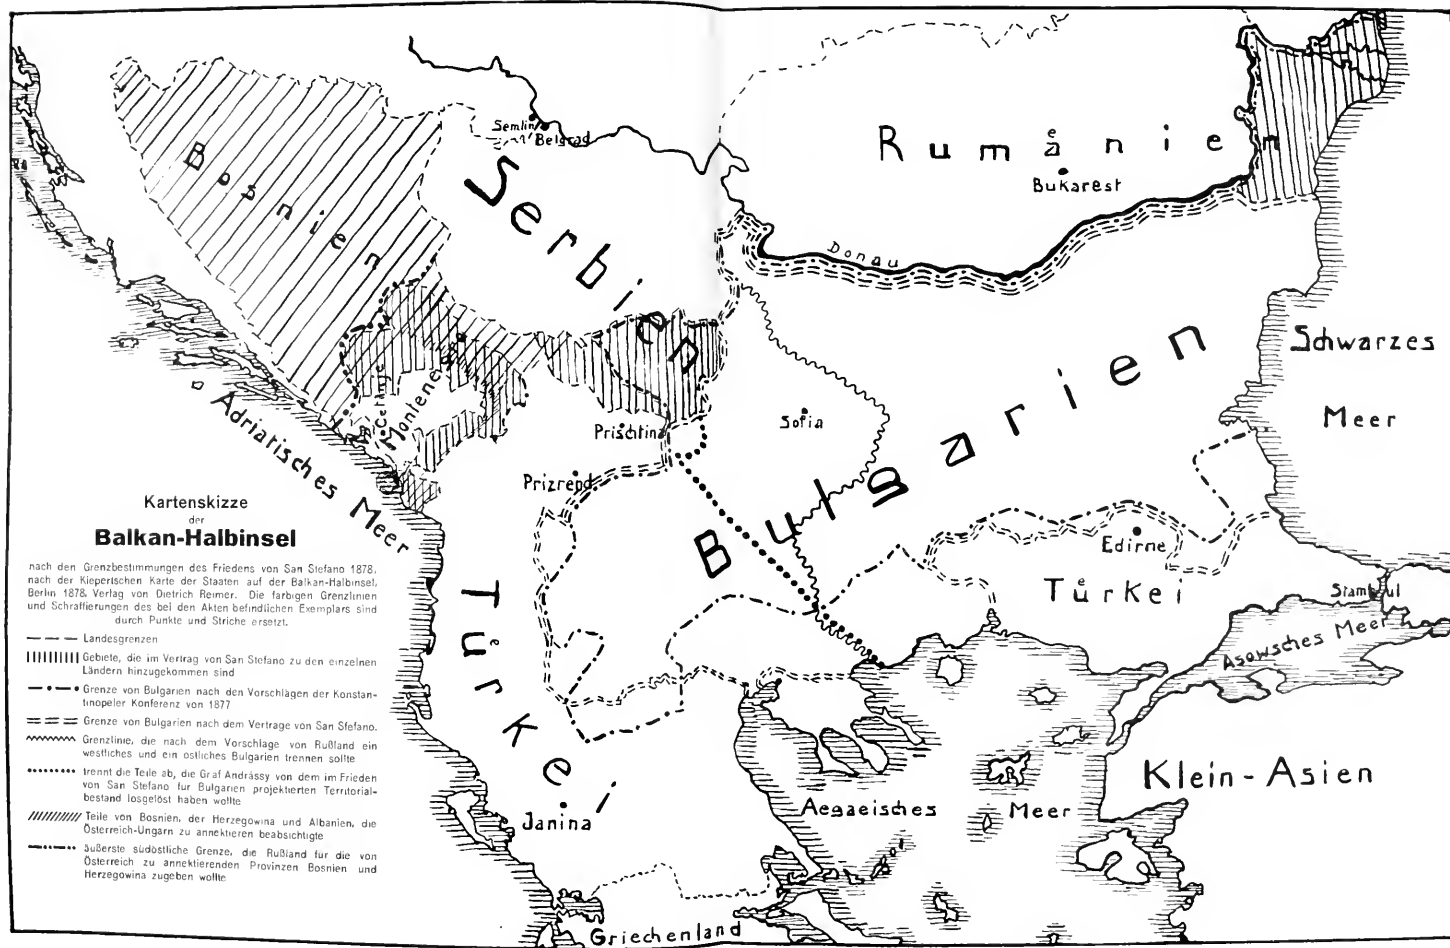 Kartenskizze
der
Balkan-Halbinsel
nach den Grenzbestimmungen des Friedens von San Stefano 1878,
nach der Kiepertschen Karte der Staaten auf der Balkan-Halbinsel,
Berlin 1878, Verlag von Dietrich Reimer. Die farbigen Grenzlinien
und Schraffierungen des bei den Akten befindlichen Exemplars sind
durch Punkte und Striche ersetzt.
Landesgrenzen
Gebiete, die im Vertrag von San Stefano zu den einzelnen
Ländern hinzugekommen sind
Grenze von Bulgarien nach den Vorschlägen der Konstan-
tinopeler Konferenz von 1877
Grenze von Bulgarien nach dem Vertrage von San Stefano.
Grenzlinie, die nach dem Vorschlage von Rußland ein
westliches und ein östliches Bulgarien trennen sollte
trennt die Teile ab, die Graf Andrássy von dem im Frieden
von San Stefano für Bulgarien projektierten Territorial-
bestand losgelöst haben wollte
Teile von Bosnien, der Herzegowina und Albanien, die
Österreich-Ungarn zu annektieren beabsichtigte
äußerste südöstliche Grenze, die Rußland für die von
Österreich zu annektierenden Provinzen Bosnien und
Herzegowina zugeben wollte
Bosnien
Semlin
Belgrad
Serbien
Rumänien
Bukarest
Donau
Cetinje
Montenegro
Adriatisches Meer
Prischtina
Prizrend
Sofia
Bulgarien
Schwarzes
Meer
Edirne
Türkei
Stambul
Asowsches Meer
Türkei
Janina
Aegaeisches Meer
Klein-Asien
Griechenland